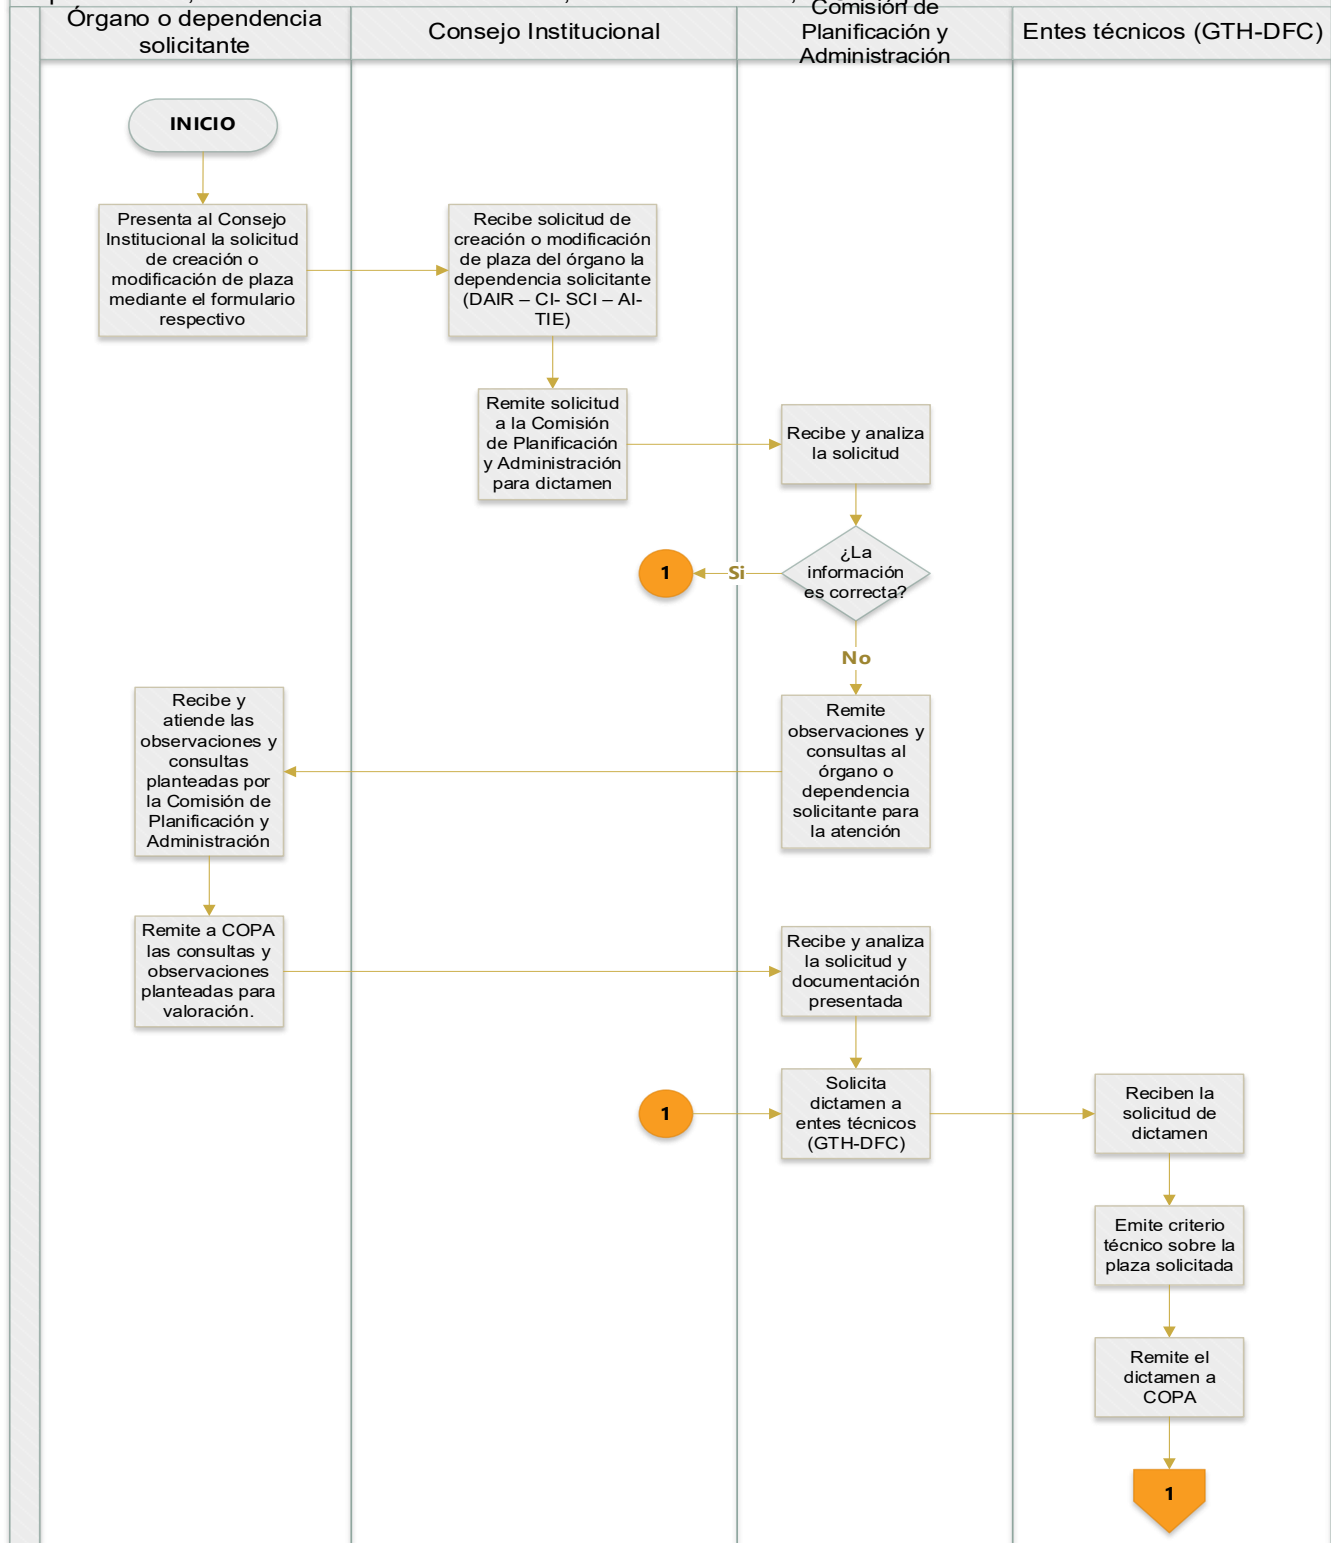 Órgano o dependencia
solicitante
Consejo Institucional
Comisión de
Planificación y
Administración
Entes técnicos (GTH-DFC)
INICIO
Presenta al Consejo
Institucional la solicitud
de creación o
modificación de plaza
mediante el formulario
respectivo
Recibe solicitud de
creación o modificación
de plaza del órgano la
dependencia solicitante
(DAIR – CI- SCI – AI-
TIE)
Remite solicitud
a la Comisión
de Planificación
y Administración
para dictamen
Recibe y analiza
la solicitud
¿La
información
es correcta?
Si
1
No
Remite
observaciones y
consultas al
órgano o
dependencia
solicitante para
la atención
Recibe y
atiende las
observaciones y
consultas
planteadas por
la Comisión de
Planificación y
Administración
Remite a COPA
las consultas y
observaciones
planteadas para
valoración.
Recibe y analiza
la solicitud y
documentación
presentada
1
Solicita
dictamen a
entes técnicos
(GTH-DFC)
Reciben la
solicitud de
dictamen
Emite criterio
técnico sobre la
plaza solicitada
Remite el
dictamen a
COPA
1